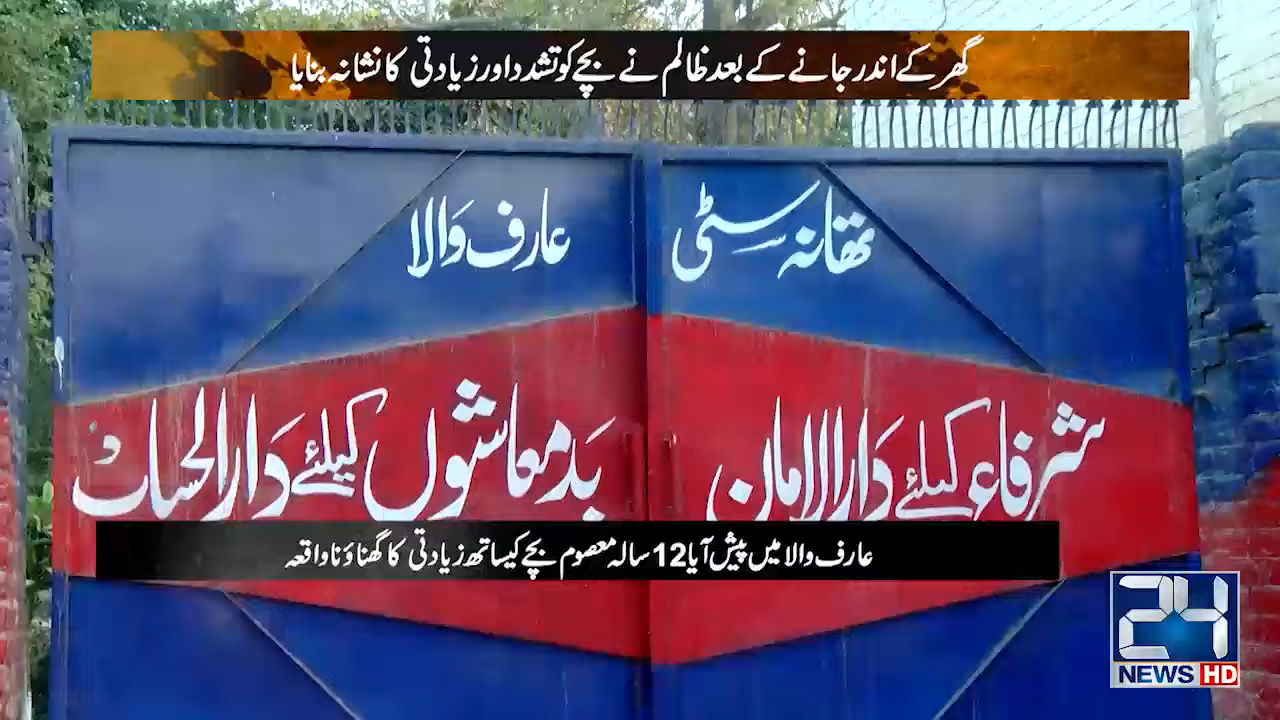 گھر کے اندر جانے کے بعد ظالم نے بچے کو تشدد اور زیادتی کا نشانہ بنایا
تھانہ سٹی عارف والا
شرفاء کیلئے دارالامان بدمعاشوں کیلئے دارالحساب
عارف والا میں پیش آیا 12 سالہ معصوم بچے کیساتھ زیادتی کا گھناؤنا واقعہ
24
NEWS HD